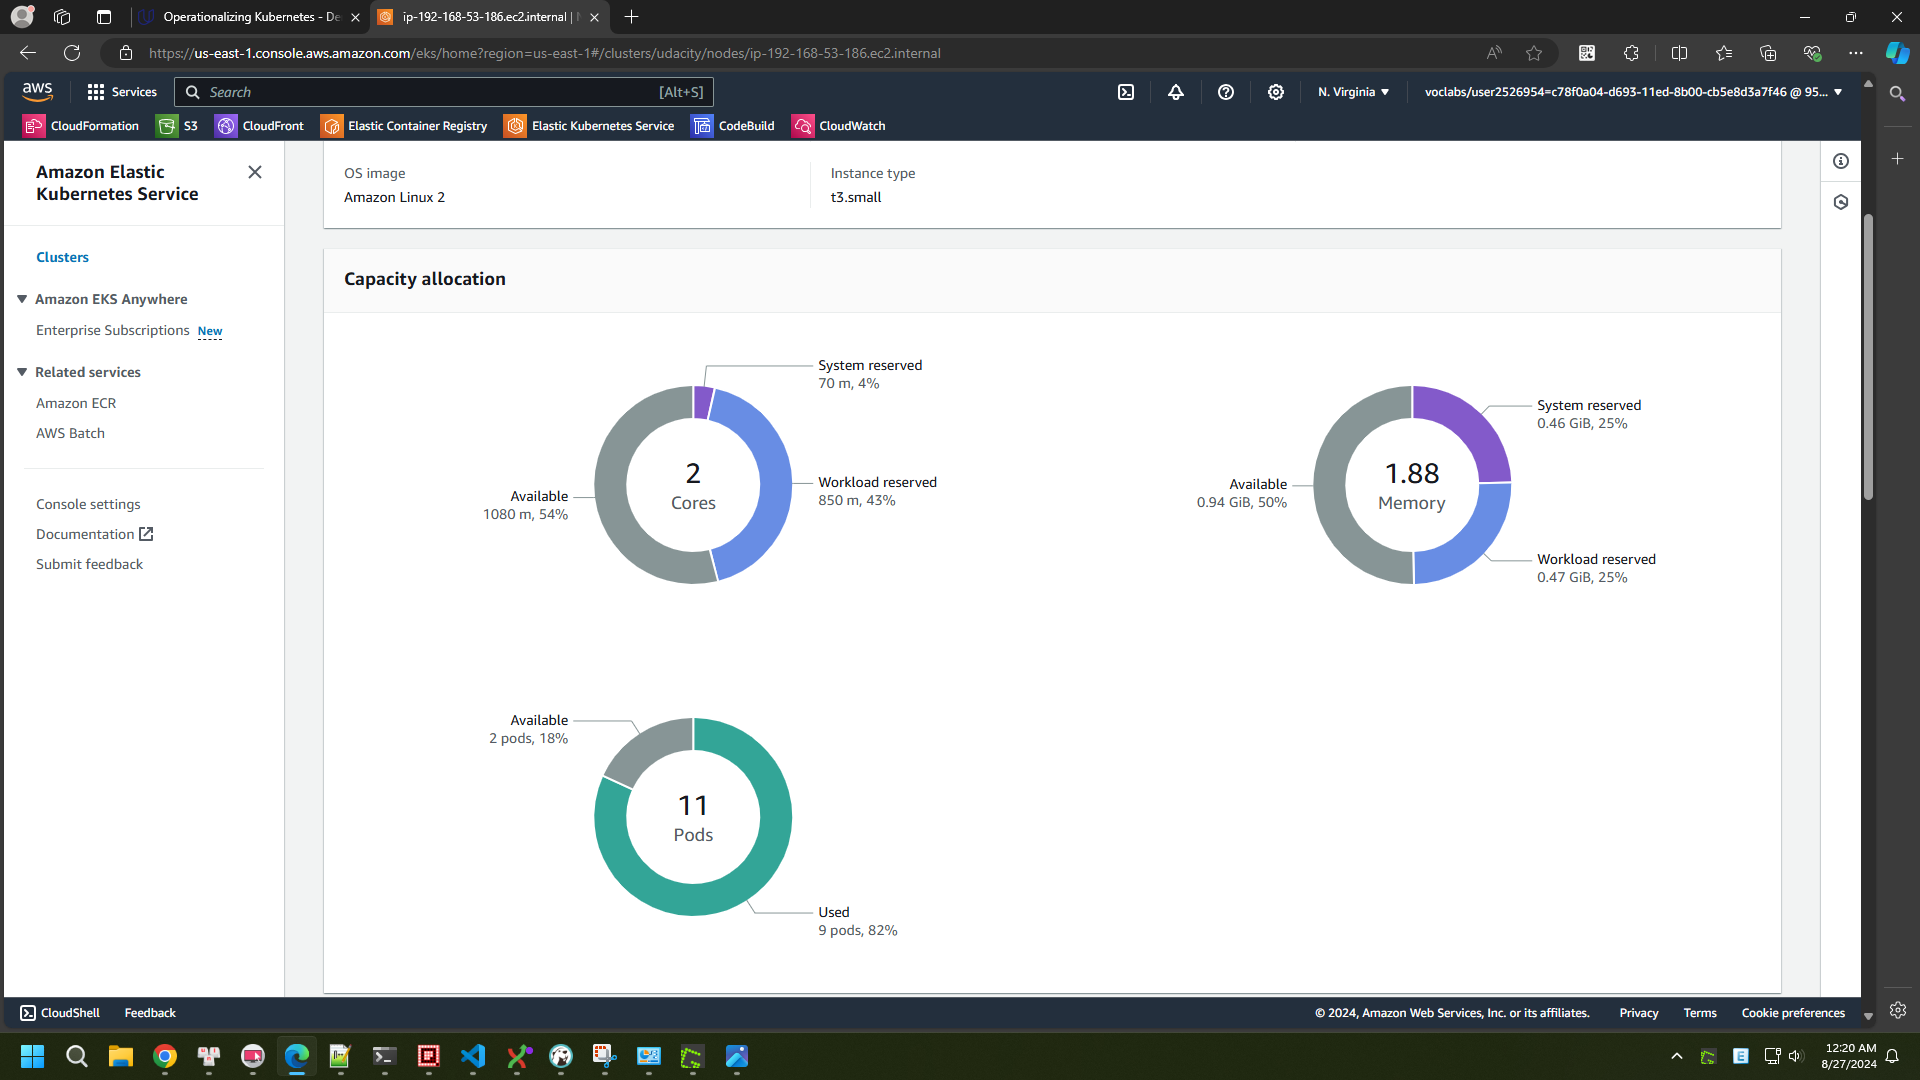 Operationalizing Kubernetes - De
ip-192-168-53-186.ec2.internal | N
https://us-east-1.console.aws.amazon.com/eks/home?region=us-east-1#/clusters/udacity/nodes/ip-192-168-53-186.ec2.internal
aws
Services
Search
[Alt+S]
N. Virginia
voclabs/user2526954=c78f0a04-d693-11ed-8b00-cb5e8d3a7f46 @ 95...
CloudFormation
S3
CloudFront
Elastic Container Registry
Elastic Kubernetes Service
CodeBuild
CloudWatch
Amazon Elastic
Kubernetes Service
Clusters
Amazon EKS Anywhere
Enterprise Subscriptions New
Related services
Amazon ECR
AWS Batch
Console settings
Documentation
Submit feedback
OS image
Amazon Linux 2
Instance type
t3.small
Capacity allocation
System reserved
70 m, 4%
Workload reserved
850 m, 43%
Available
1080 m, 54%
2
Cores
System reserved
0.46 GiB, 25%
Workload reserved
0.47 GiB, 25%
Available
0.94 GiB, 50%
1.88
Memory
Available
2 pods, 18%
11
Pods
Used
9 pods, 82%
CloudShell
Feedback
© 2024, Amazon Web Services, Inc. or its affiliates.
Privacy
Terms
Cookie preferences
12:20 AM
8/27/2024